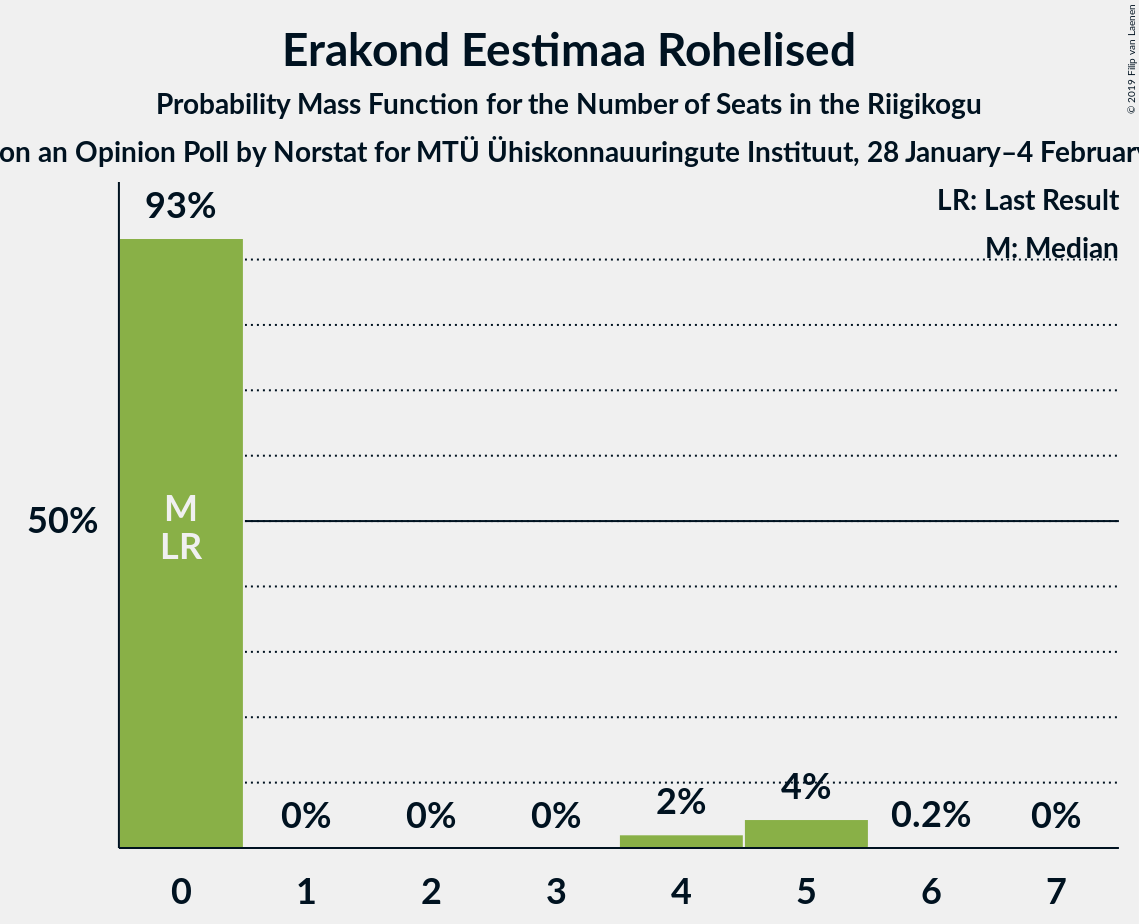 Erakond Eestimaa Rohelised
Probability Mass Function for the Number of Seats in the Riigikogu
on an Opinion Poll by Norstat for MTÜ Ühiskonnauuringute Instituut, 28 January–4 February
© 2019 Filip van Laenen
LR: Last Result
M: Median
93%
50%
M
LR
0%
0%
0%
2%
4%
0.2%
0%
0 1 2 3 4 5 6 7